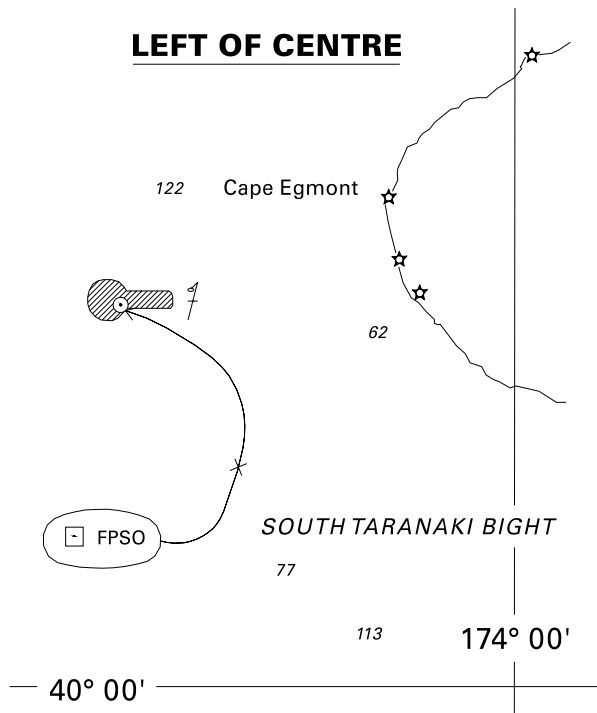 LEFT OF CENTRE
122
Cape Egmont
62
FPSO
SOUTH TARANAKI BIGHT
77
113
174° 00'
40° 00'